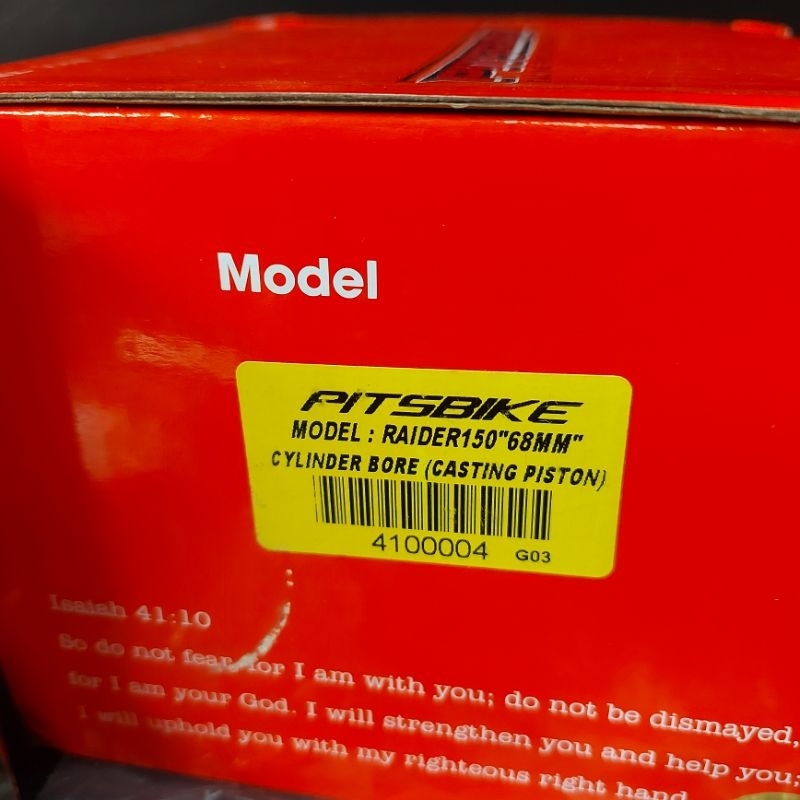 Model
PITSBIKE
MODEL : RAIDER150"68MM"
CYLINDER BORE (CASTING PISTON)
4100004 G03
Isaiah 41:10
So do not fear, for I am with you; do not be dismayed,
for I am your God. I will strengthen you and help you;
I will uphold you with my righteous right hand